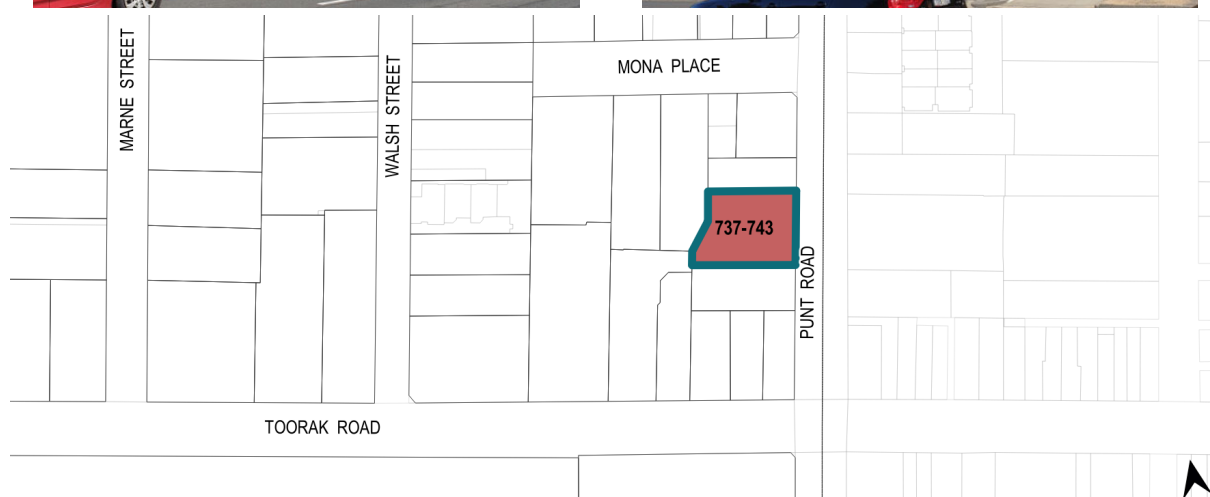 MARNE STREET
WALSH STREET
MONA PLACE
737-743
PUNT ROAD
TOORAK ROAD